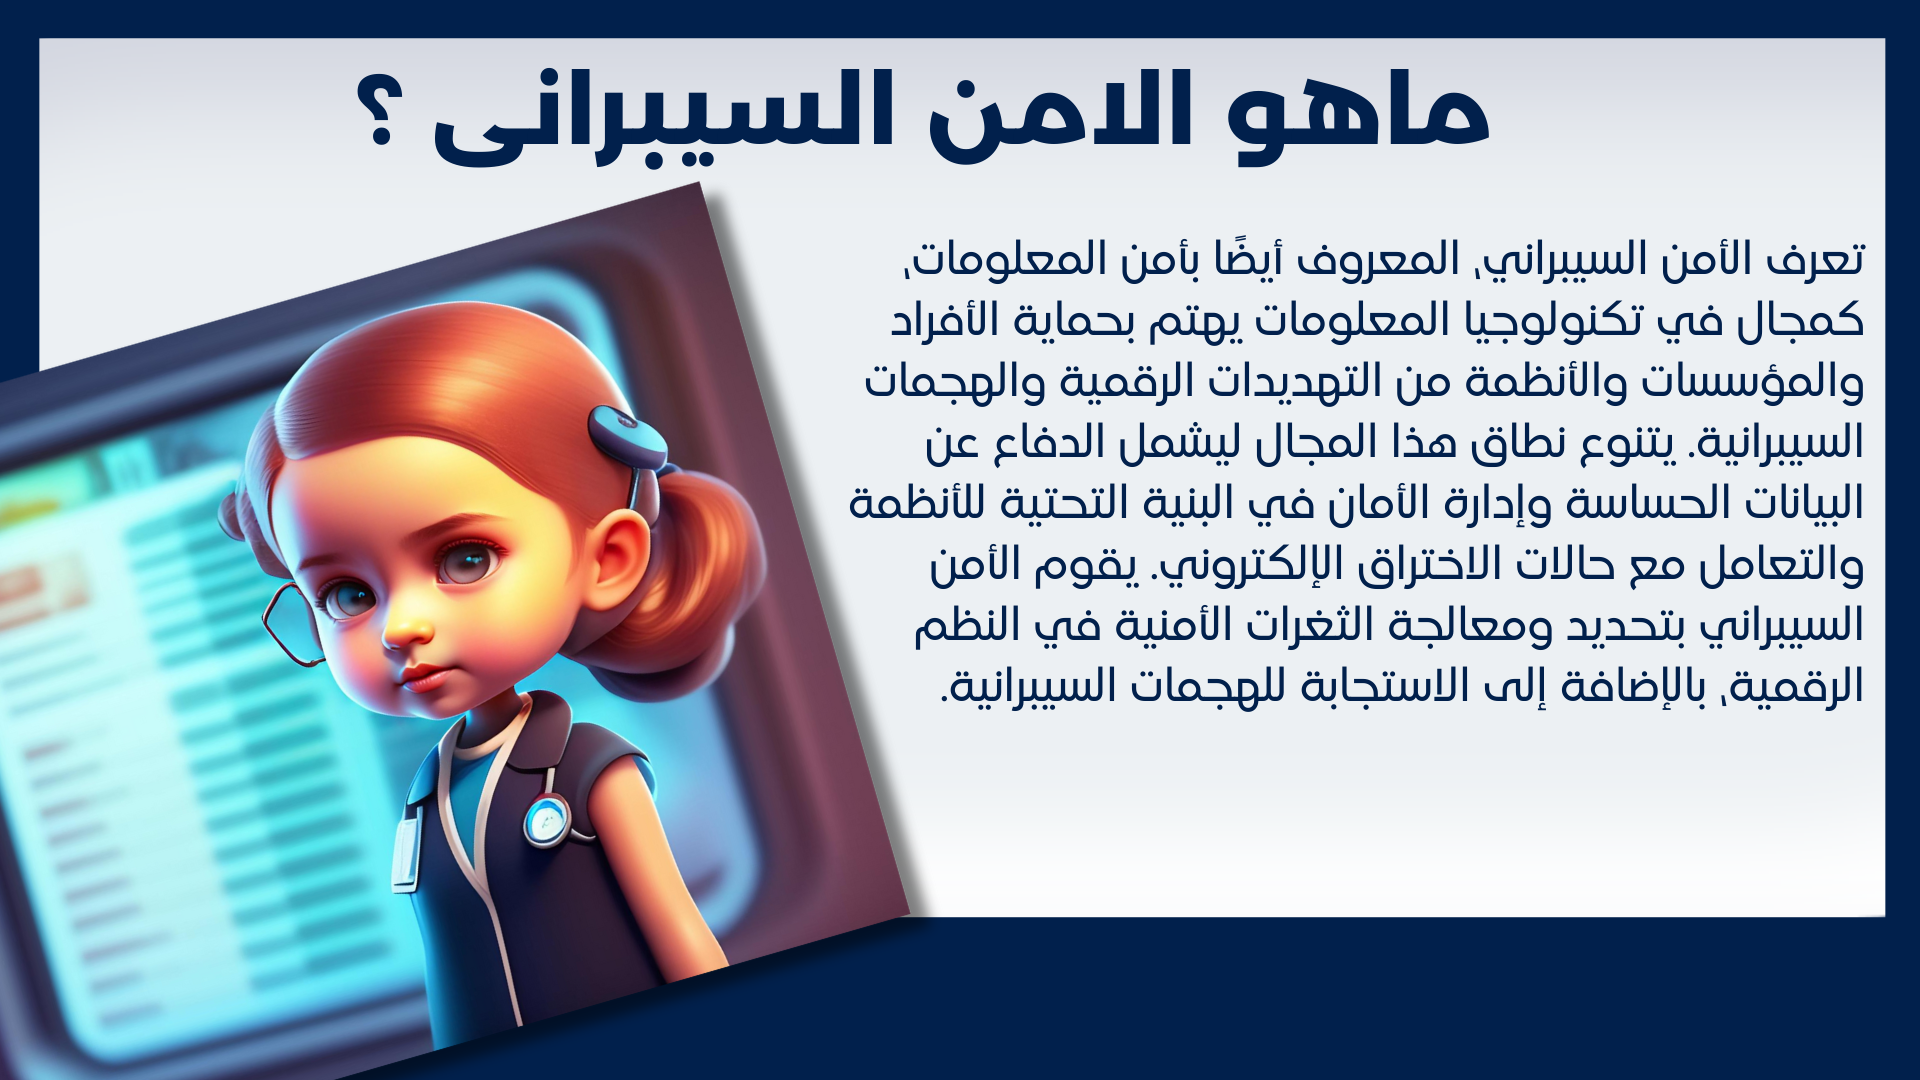 ماهو الامن السيبرانى ؟
تعرف الأمن السيبراني، المعروف أيضًا بأمن المعلومات،
كمجال في تكنولوجيا المعلومات يهتم بحماية الأفراد
والمؤسسات والأنظمة من التهديدات الرقمية والهجمات
السيبرانية. يتنوع نطاق هذا المجال ليشمل الدفاع عن
البيانات الحساسة وإدارة الأمان في البنية التحتية للأنظمة
والتعامل مع حالات الاختراق الإلكتروني. يقوم الأمن
السيبراني بتحديد ومعالجة الثغرات الأمنية في النظم
الرقمية، بالإضافة إلى الاستجابة للهجمات السيبرانية.